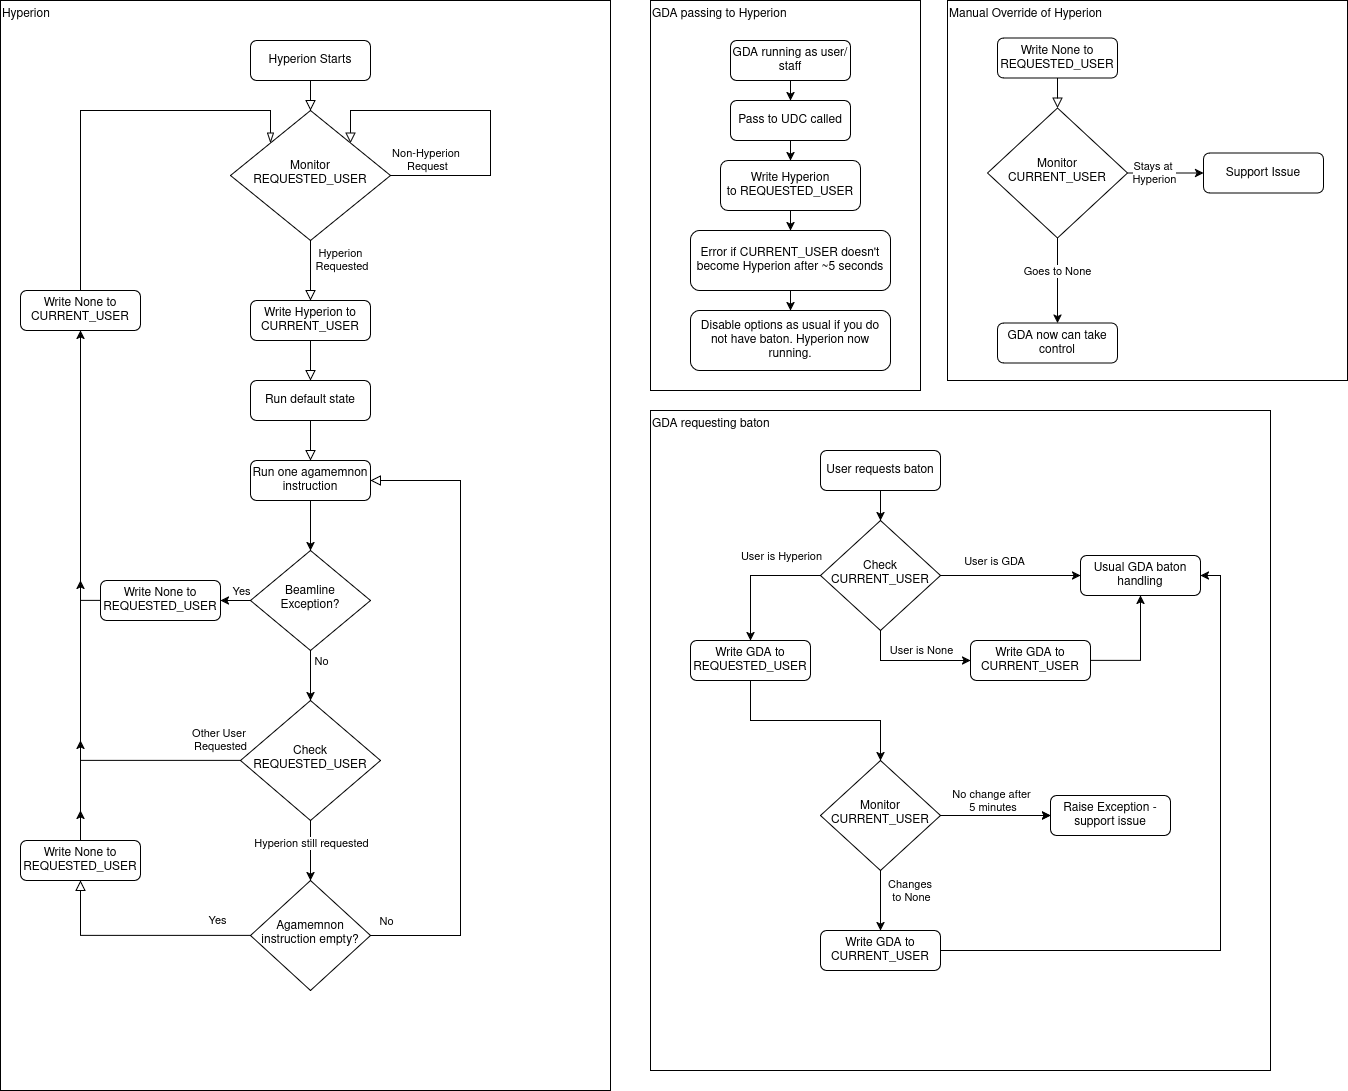 Hyperion
Hyperion Starts
Monitor
REQUESTED_USER
Non-Hyperion
Request
Hyperion
Requested
Write None to
CURRENT_USER
Write Hyperion to
CURRENT_USER
Run default state
Run one agamemnon
instruction
Beamline
Exception?
Yes
Write None to
REQUESTED_USER
No
Other User
Requested
Check
REQUESTED_USER
Hyperion still requested
Write None to
REQUESTED_USER
Yes
Agamemnon
instruction empty?
No
GDA passing to Hyperion
GDA running as user/
staff
Pass to UDC called
Write Hyperion
to REQUESTED_USER
Error if CURRENT_USER doesn't
become Hyperion after ~5 seconds
Disable options as usual if you do
not have baton. Hyperion now
running.
Manual Override of Hyperion
Write None to
REQUESTED_USER
Monitor
CURRENT_USER
Stays at
Hyperion
Support Issue
Goes to None
GDA now can take
control
GDA requesting baton
User requests baton
User is Hyperion
Check
CURRENT_USER
User is GDA
Usual GDA baton
handling
Write GDA to
REQUESTED_USER
User is None
Write GDA to
CURRENT_USER
Monitor
CURRENT_USER
No change after
5 minutes
Raise Exception -
support issue
Changes
to None
Write GDA to
CURRENT_USER